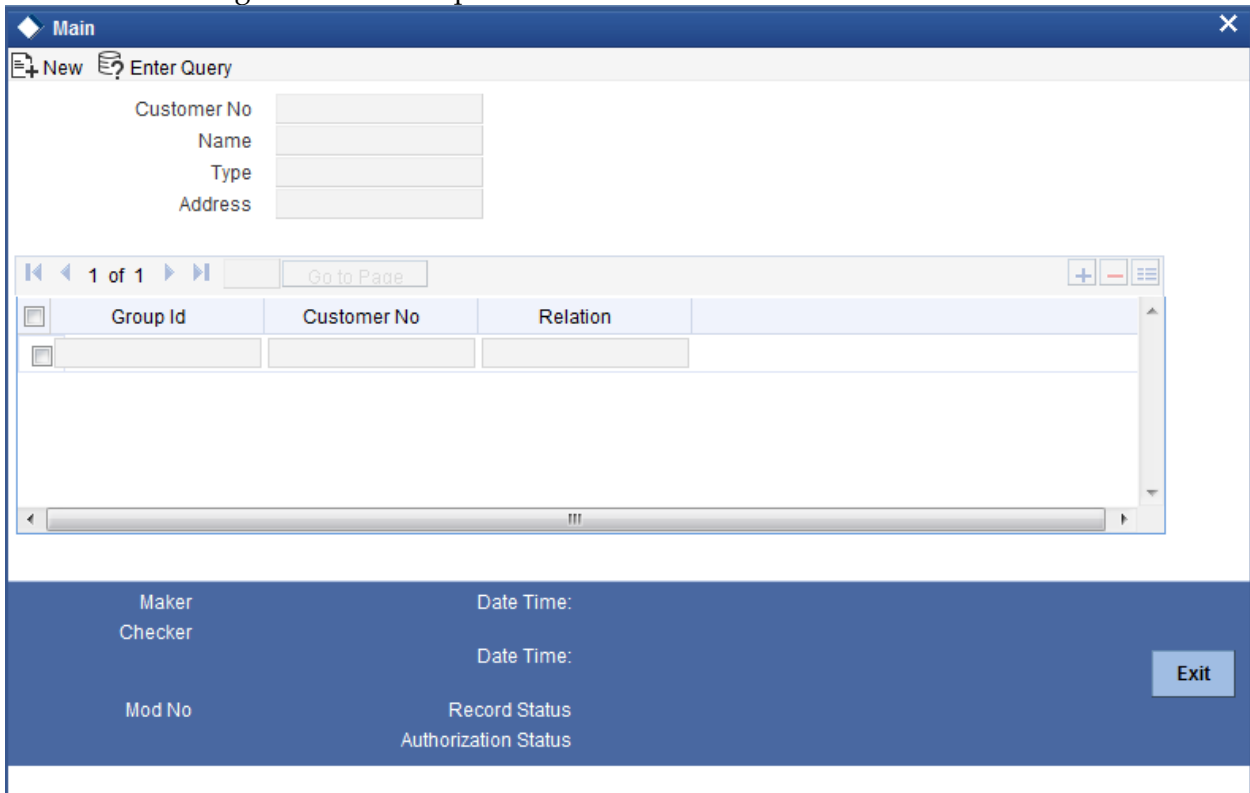 Main
New Enter Query
Customer No
Name
Type
Address
1 of 1 Go to Page
Group Id Customer No Relation
Maker Date Time:
Checker
Date Time:
Exit
Mod No Record Status
Authorization Status